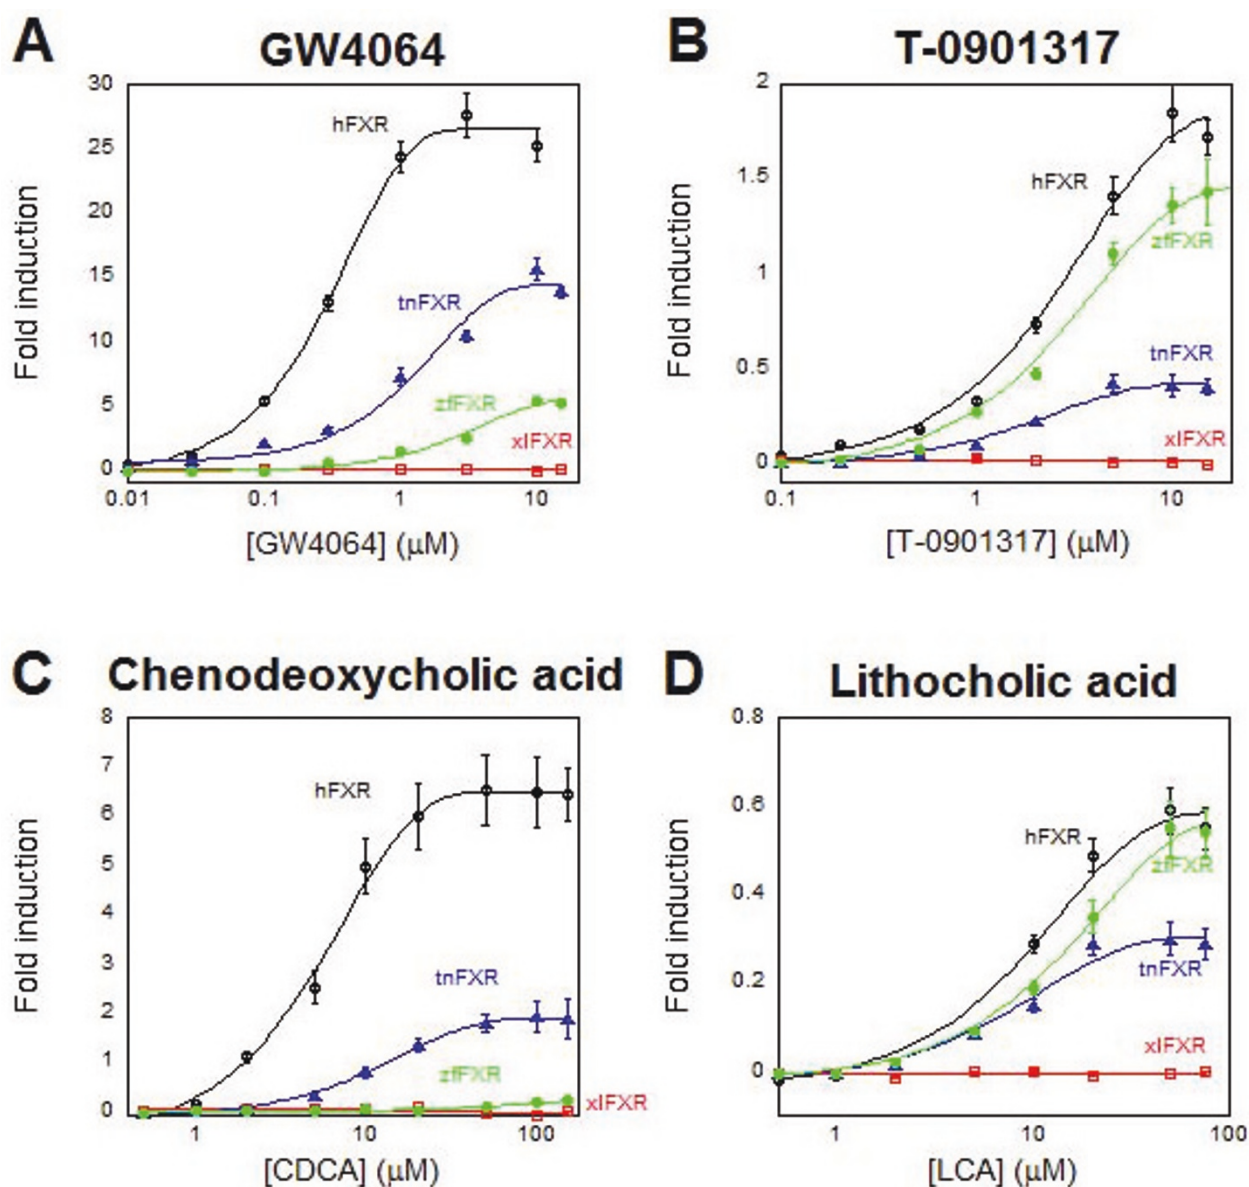 A
GW4064
Fold induction
30
25
20
15
10
5
0
hFXR
tnFXR
zfFXR
xlFXR
0.01
0.1
1
10
[GW4064] (µM)
B
T-0901317
Fold induction
2
1.5
1
0.5
0
hFXR
zfFXR
tnFXR
xlFXR
0.1
1
10
[T-0901317] (µM)
C
Chenodeoxycholic acid
Fold induction
8
7
6
5
4
3
2
1
0
hFXR
tnFXR
zfFXR
xlFXR
1
10
100
[CDCA] (µM)
D
Lithocholic acid
Fold induction
0.8
0.6
0.4
0.2
0
hFXR
zfFXR
tnFXR
xlFXR
1
10
100
[LCA] (µM)